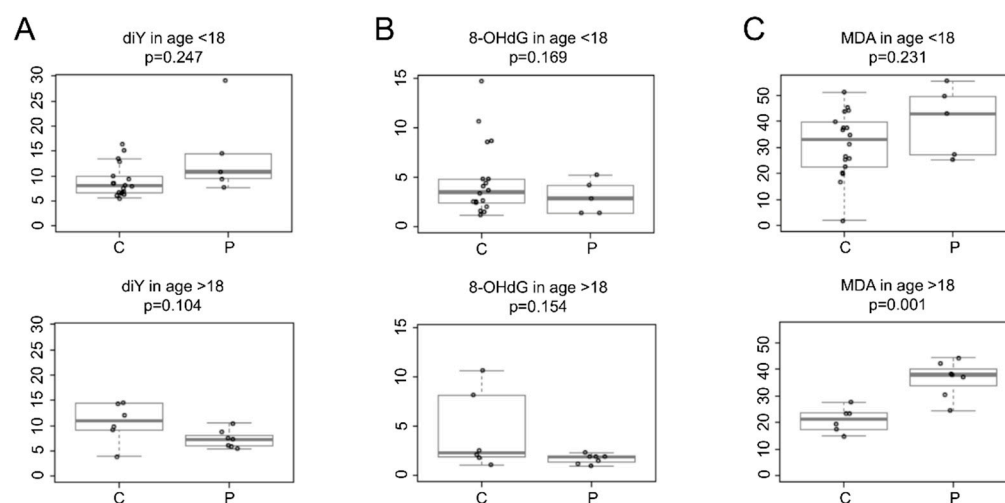 A
diY in age <18
p=0.247
30
25
20
15
10
5
0
C P
B
8-OHdG in age <18
p=0.169
15
10
5
0
C P
C
MDA in age <18
p=0.231
50
40
30
20
10
0
C P
diY in age >18
p=0.104
30
25
20
15
10
5
0
C P
8-OHdG in age >18
p=0.154
15
10
5
0
C P
MDA in age >18
p=0.001
50
40
30
20
10
0
C P